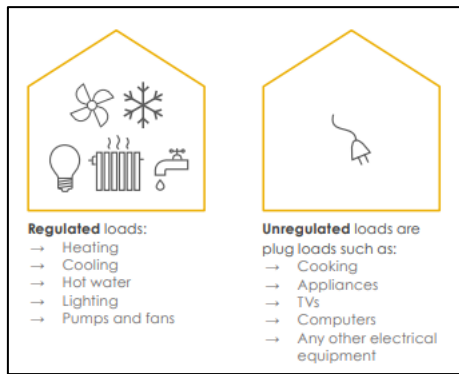 Regulated loads:
→ Heating
→ Cooling
→ Hot water
→ Lighting
→ Pumps and fans
Unregulated loads are
plug loads such as:
→ Cooking
→ Appliances
→ TVs
→ Computers
→ Any other electrical
equipment